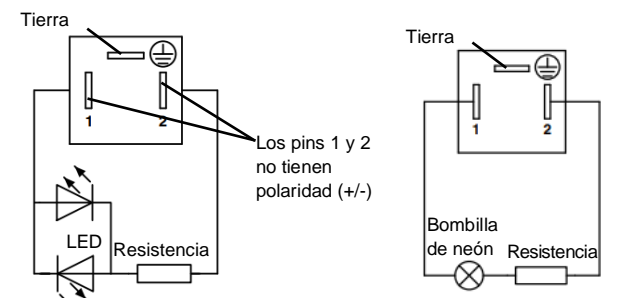 Tierra
1
2
Los pins 1 y 2
no tienen
polaridad (+/-)
LED
Resistencia
Tierra
1
2
Bombilla
de neón
Resistencia